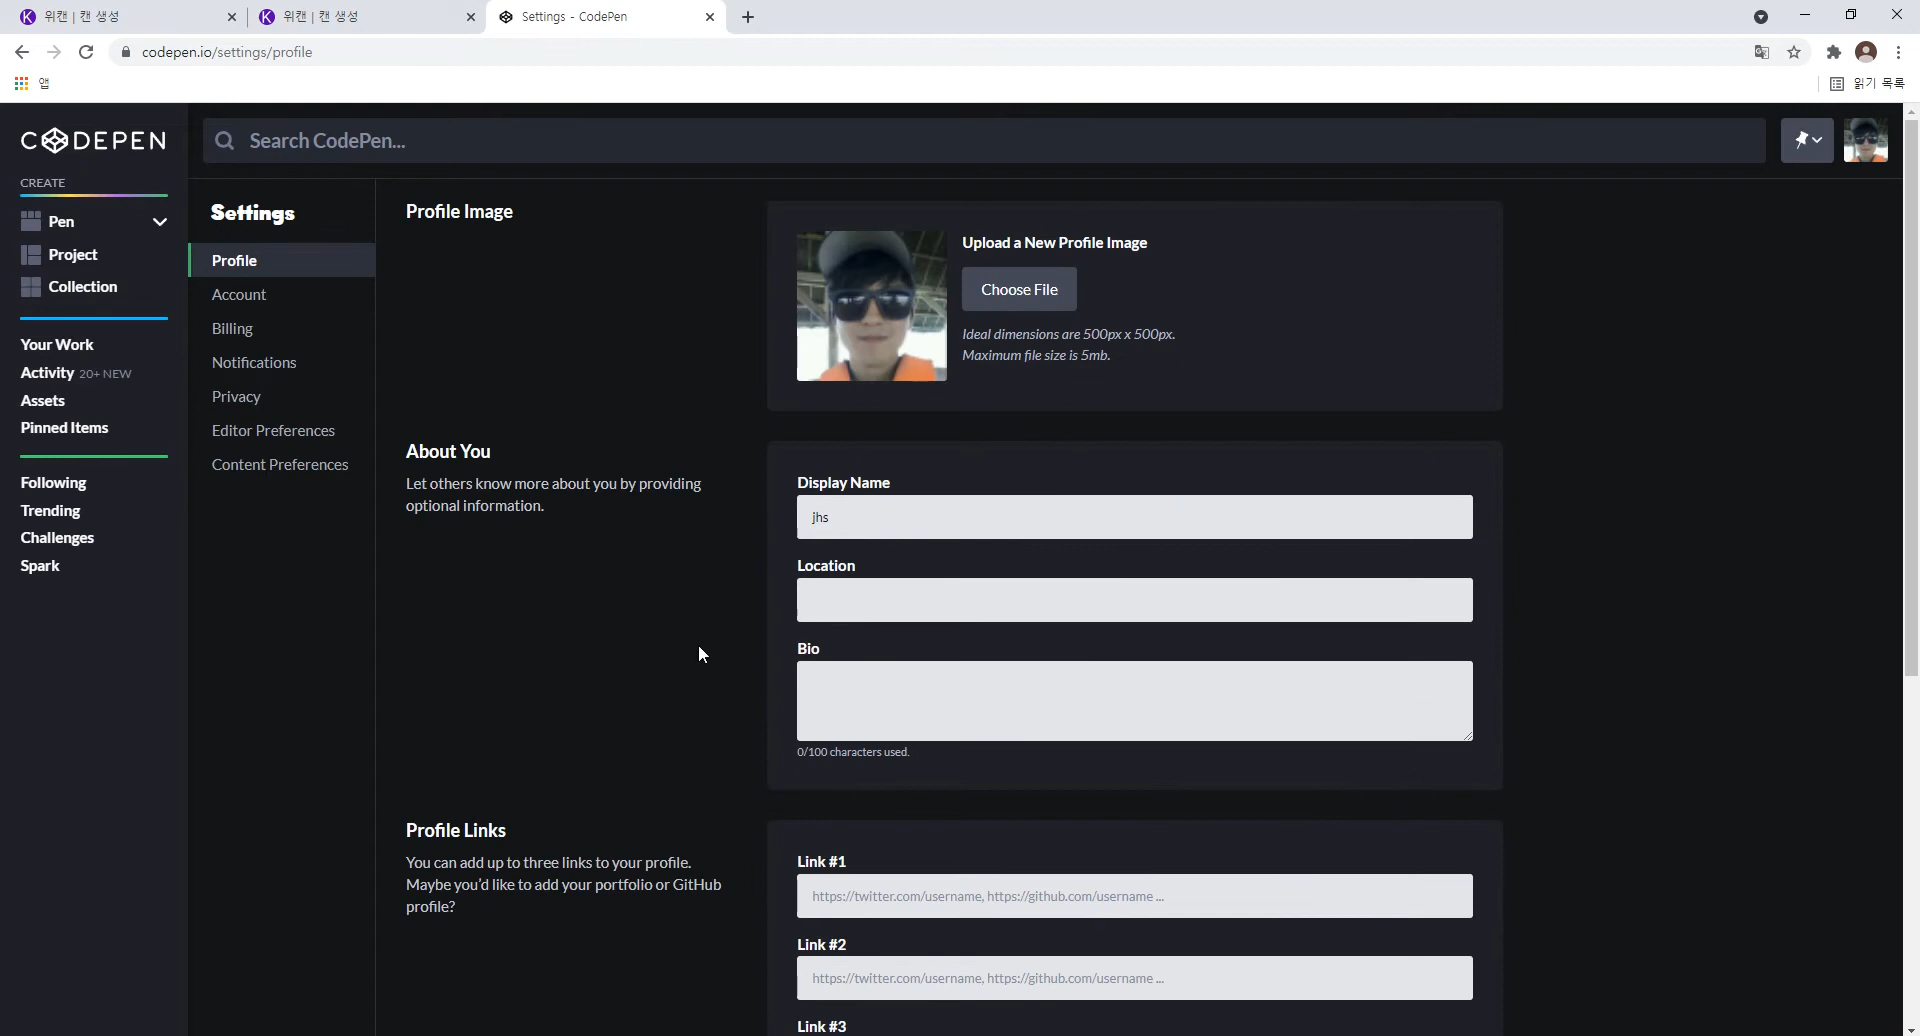 위캔 | 캔 생성
위캔 | 캔 생성
Settings - CodePen
codepen.io/settings/profile
앱
읽기 목록
CODEPEN
Search CodePen...
CREATE
Pen
Project
Collection
Your Work
Activity 20+ NEW
Assets
Pinned Items
Following
Trending
Challenges
Spark
Settings
Profile
Account
Billing
Notifications
Privacy
Editor Preferences
Content Preferences
Profile Image
Upload a New Profile Image
Choose File
Ideal dimensions are 500px x 500px.
Maximum file size is 5mb.
About You
Let others know more about you by providing
optional information.
Display Name
jhs
Location
Bio
0/100 characters used.
Profile Links
You can add up to three links to your profile.
Maybe you’d like to add your portfolio or GitHub
profile?
Link #1
https://twitter.com/username, https://github.com/username ...
Link #2
https://twitter.com/username, https://github.com/username ...
Link #3